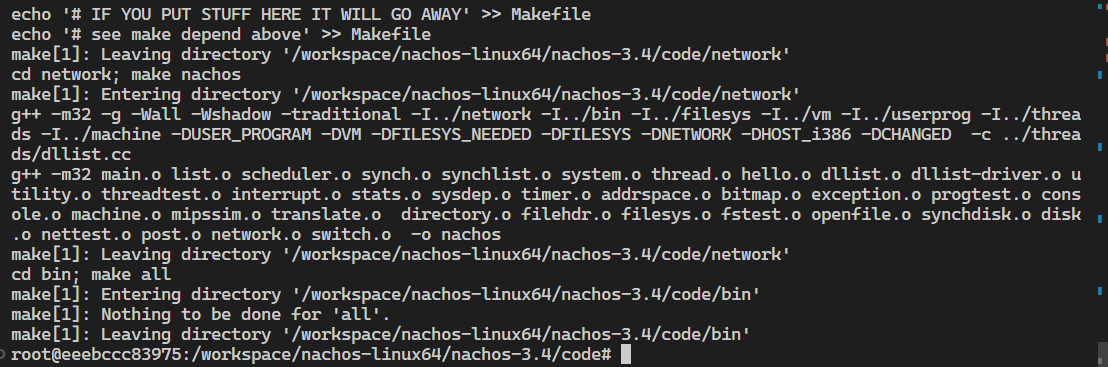 echo '# IF YOU PUT STUFF HERE IT WILL GO AWAY' >> Makefile
echo '# see make depend above' >> Makefile
make[1]: Leaving directory '/workspace/nachos-linux64/nachos-3.4/code/network'
cd network; make nachos
make[1]: Entering directory '/workspace/nachos-linux64/nachos-3.4/code/network'
g++ -m32 -g -Wall -Wshadow -traditional -I../network -I../bin -I../filesys -I../vm -I../userprog -I../threa
ds -I../machine -DUSER_PROGRAM -DVM -DFILESYS_NEEDED -DFILESYS -DNETWORK -DHOST_i386 -DCHANGED  -c ../threa
ds/dllist.cc
g++ -m32 main.o list.o scheduler.o synch.o synchlist.o system.o thread.o hello.o dllist.o dllist-driver.o u
tility.o threadtest.o interrupt.o stats.o sysdep.o timer.o addrspace.o bitmap.o exception.o progtest.o cons
ole.o machine.o mipssim.o translate.o  directory.o filehdr.o filesys.o fstest.o openfile.o synchdisk.o disk
.o nettest.o post.o network.o switch.o  -o nachos
make[1]: Leaving directory '/workspace/nachos-linux64/nachos-3.4/code/network'
cd bin; make all
make[1]: Entering directory '/workspace/nachos-linux64/nachos-3.4/code/bin'
make[1]: Nothing to be done for 'all'.
make[1]: Leaving directory '/workspace/nachos-linux64/nachos-3.4/code/bin'
root@eeebccc83975:/workspace/nachos-linux64/nachos-3.4/code#